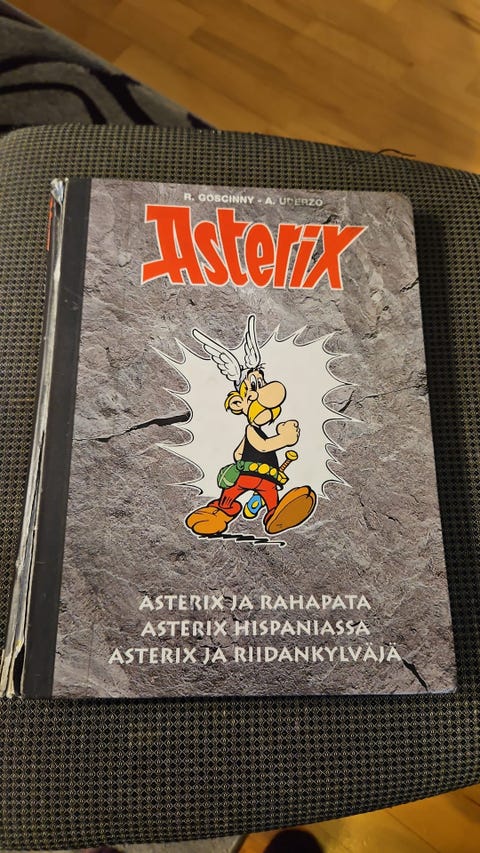 R. GOSCINNY - A. UDERZO
Asterix
ASTERIX JA RAHAPATA
ASTERIX HISPANIASSA
ASTERIX JA RIIDANKYLVÄJÄ